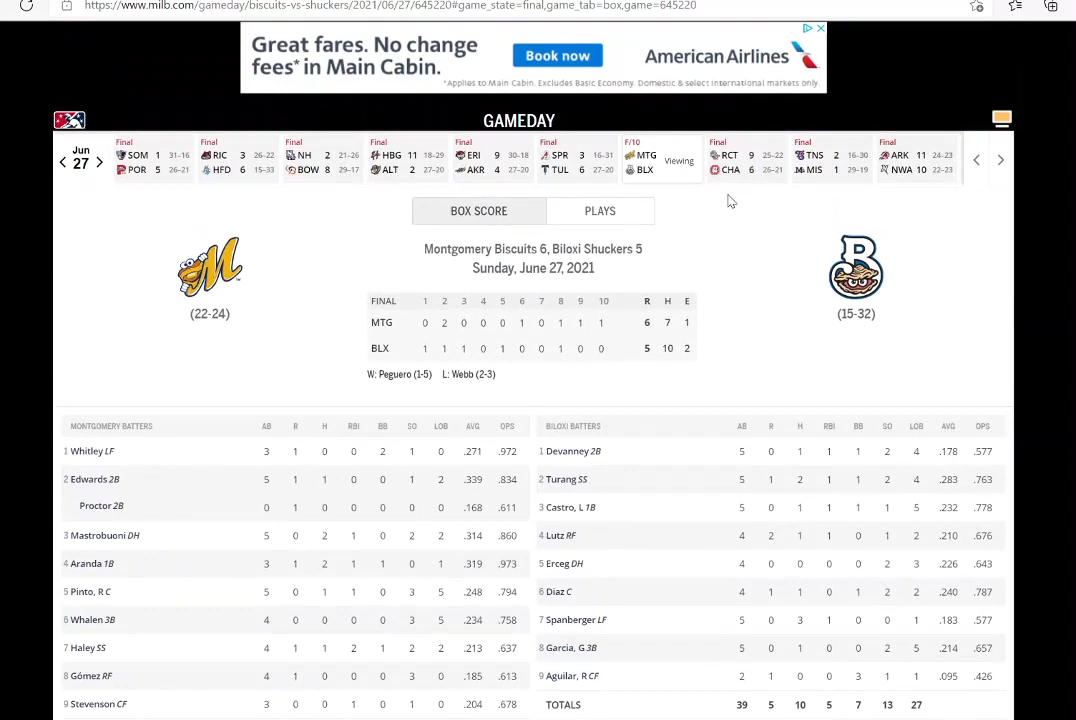 https://www.milb.com/gameday/biscuits-vs-shuckers/2021/06/27/645220#game_state=final,game_tab=box,game=645220
Great fares. No change fees* in Main Cabin.
Book now
American Airlines
*Applies to Main Cabin. Excludes Basic Economy. Domestic & select international markets only.
GAMEDAY
Jun 27
Final SOM 1 31-16 POR 5 26-21
Final RIC 3 26-22 HFD 6 15-33
Final NH 2 21-26 BOW 8 29-17
Final HBG 11 18-29 ALT 2 27-20
Final ERI 9 30-18 AKR 4 27-20
Final SPR 3 16-31 TUL 6 27-20
F/10 MTG BLX Viewing
Final RCT 9 25-22 CHA 6 26-21
Final TNS 2 16-30 MIS 1 29-19
Final ARK 11 24-23 NWA 10 22-23
BOX SCORE PLAYS
Montgomery Biscuits 6, Biloxi Shuckers 5
Sunday, June 27, 2021
(22-24)
(15-32)
FINAL 1 2 3 4 5 6 7 8 9 10 R H E
MTG 0 2 0 0 0 1 0 1 1 1 6 7 1
BLX 1 1 1 0 1 0 0 1 0 0 5 10 2
W: Peguero (1-5) L: Webb (2-3)
MONTGOMERY BATTERS AB R H RBI BB SO LOB AVG OPS
1 Whitley LF 3 1 0 0 2 1 0 .271 .972
2 Edwards 2B 5 1 1 0 0 1 2 .339 .834
Proctor 2B 0 1 0 0 0 0 0 .168 .611
3 Mastrobuoni DH 5 0 2 1 0 2 2 .314 .860
4 Aranda 1B 3 1 2 1 1 0 1 .319 .973
5 Pinto, R C 5 0 1 1 0 3 5 .248 .794
6 Whalen 3B 4 0 0 0 0 3 5 .234 .758
7 Haley SS 4 1 1 2 1 2 2 .213 .637
8 Gómez RF 4 1 0 0 0 3 0 .185 .613
9 Stevenson CF 3 0 0 1 0 1 0 .204 .678
BILOXI BATTERS AB R H RBI BB SO LOB AVG OPS
1 Devanney 2B 5 0 1 1 1 2 4 .178 .577
2 Turang SS 5 1 2 1 1 2 4 .283 .763
3 Castro, L 1B 5 0 1 1 1 1 5 .232 .778
4 Lutz RF 4 2 1 1 0 1 2 .210 .676
5 Erceg DH 4 0 0 0 0 2 3 .226 .643
6 Diaz C 4 1 1 0 1 2 2 .240 .787
7 Spanberger LF 5 0 3 1 0 0 1 .183 .577
8 Garcia, G 3B 5 0 1 0 0 2 5 .214 .657
9 Aguilar, R CF 2 1 0 0 3 1 1 .095 .426
TOTALS 39 5 10 5 7 13 27